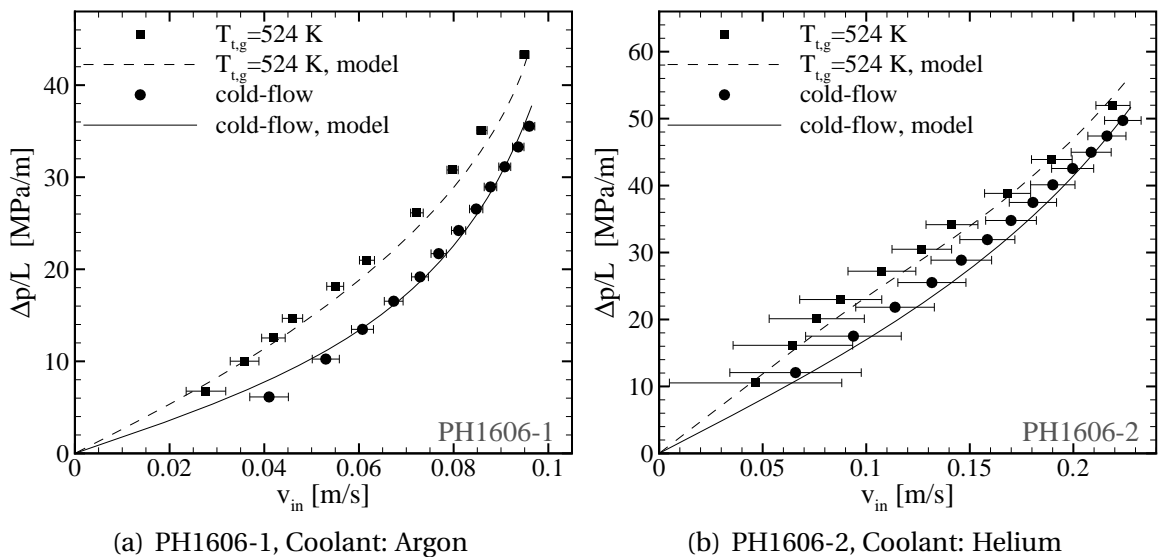 T_t,g=524 K
T_t,g=524 K, model
cold-flow
cold-flow, model
Δp/L [MPa/m]
40
30
20
10
0
0
0.02
0.04
0.06
0.08
0.1
v_in [m/s]
PH1606-1
(a) PH1606-1, Coolant: Argon
T_t,g=524 K
T_t,g=524 K, model
cold-flow
cold-flow, model
Δp/L [MPa/m]
60
50
40
30
20
10
0
0
0.05
0.1
0.15
0.2
v_in [m/s]
PH1606-2
(b) PH1606-2, Coolant: Helium